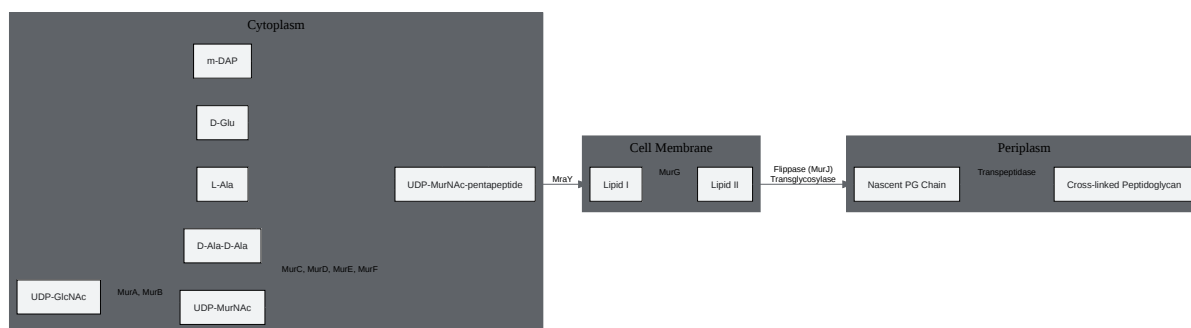 Cytoplasm
m-DAP
D-Glu
L-Ala
UDP-MurNAc-pentapeptide
D-Ala-D-Ala
MurC, MurD, MurE, MurF
UDP-GlcNAc
MurA, MurB
UDP-MurNAc
MraY
Cell Membrane
Lipid I
MurG
Lipid II
Flippase (MurJ)
Transglycosylase
Periplasm
Nascent PG Chain
Transpeptidase
Cross-linked Peptidoglycan